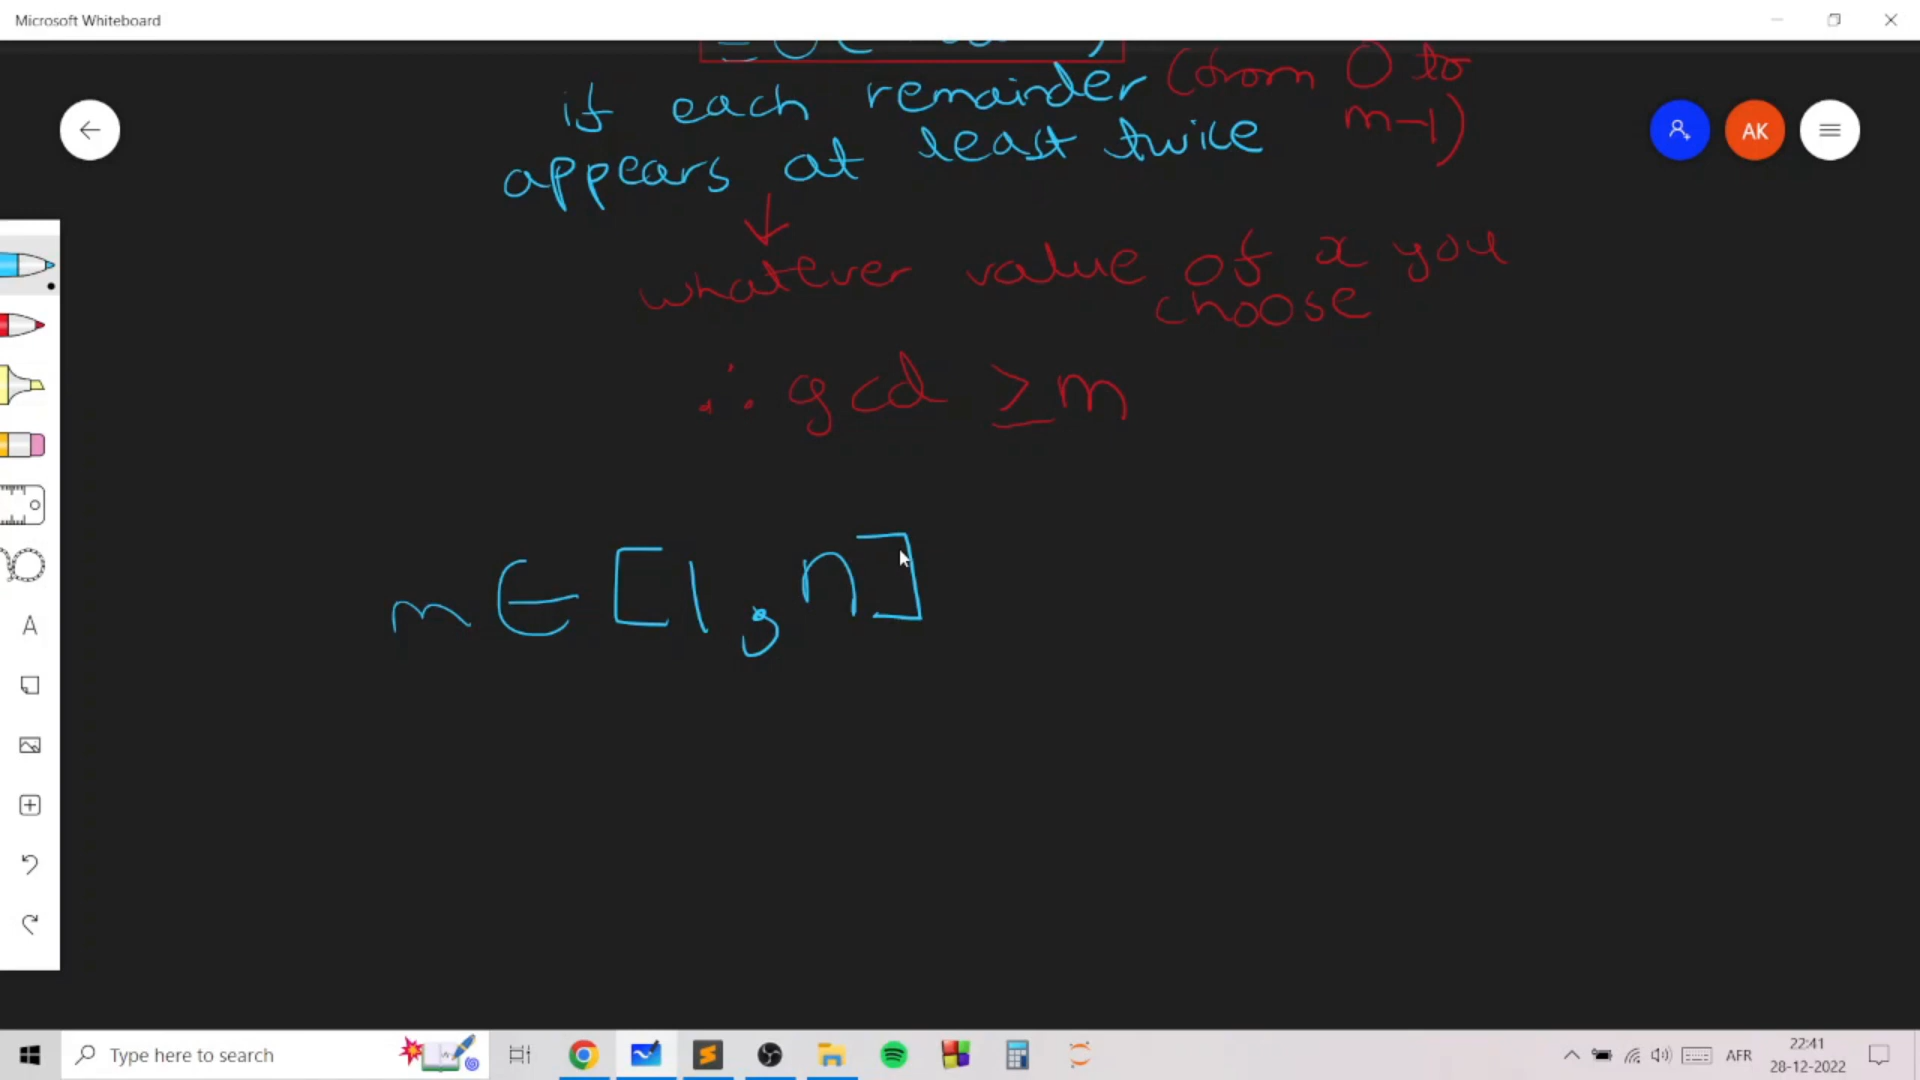 Microsoft Whiteboard
if each remainder (from 0 to
m-1)
appears at least twice
AK
whatever value of x you
choose
∴ gcd ≥ m
m ∈ [1, n]
A
Type here to search
AFR
22:41
28-12-2022